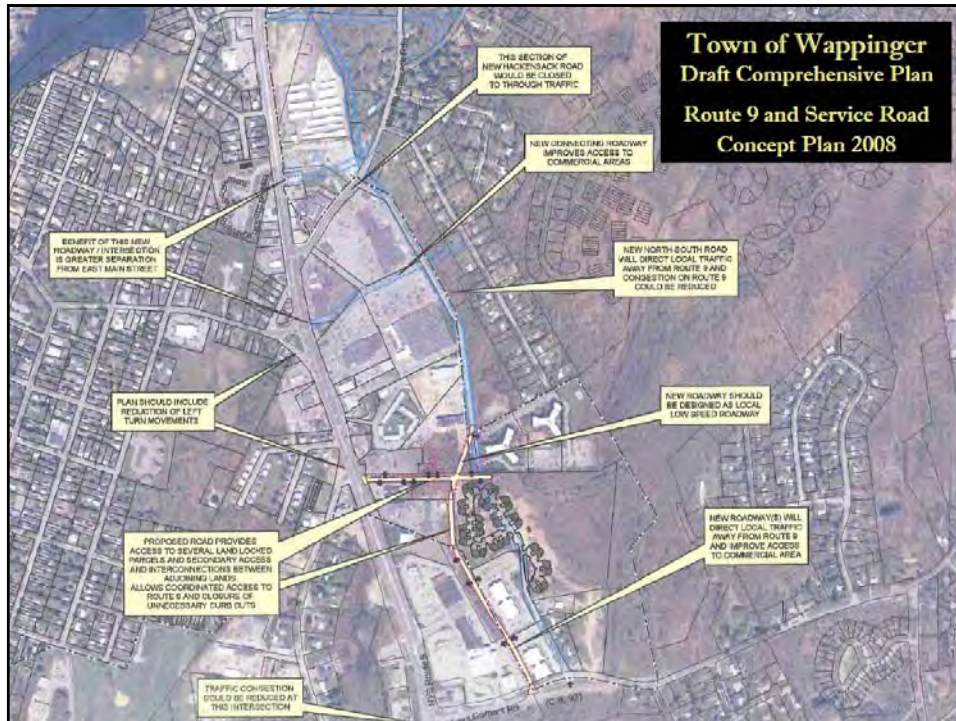 Town of Wappinger
Draft Comprehensive Plan
Route 9 and Service Road
Concept Plan 2008
THIS SECTION OF
NEW HACKENSACK ROAD
WOULD BE CLOSED
TO THROUGH TRAFFIC
NEW CONNECTING ROADWAY
IMPROVES ACCESS TO
COMMERCIAL AREAS
BENEFIT OF THIS NEW
ROADWAY / INTERSECTION
IS GREATER SEPARATION
FROM EAST MAIN STREET
NEW NORTH-SOUTH ROAD
WILL DIRECT LOCAL TRAFFIC
AWAY FROM ROUTE 9 AND
CONGESTION ON ROUTE 9
COULD BE REDUCED
PLAN SHOULD INCLUDE
REDUCTION OF LEFT
TURN MOVEMENTS
NEW ROADWAY SHOULD
BE DESIGNED AS LOCAL
LOW SPEED ROADWAY
PROPOSED ROAD PROVIDES
ACCESS TO SEVERAL LAND LOCKED
PARCELS AND SECONDARY ACCESS
AND INTERCONNECTIONS BETWEEN
ADJOINING LANDS.
ALLOWS COORDINATED ACCESS TO
ROUTE 9 AND CLOSURE OF
UNNECESSARY CURB CUTS
NEW ROADWAY(S) WILL
DIRECT LOCAL TRAFFIC
AWAY FROM ROUTE 9
AND IMPROVE ACCESS
TO COMMERCIAL AREA
TRAFFIC CONGESTION
COULD BE REDUCED AT
THIS INTERSECTION